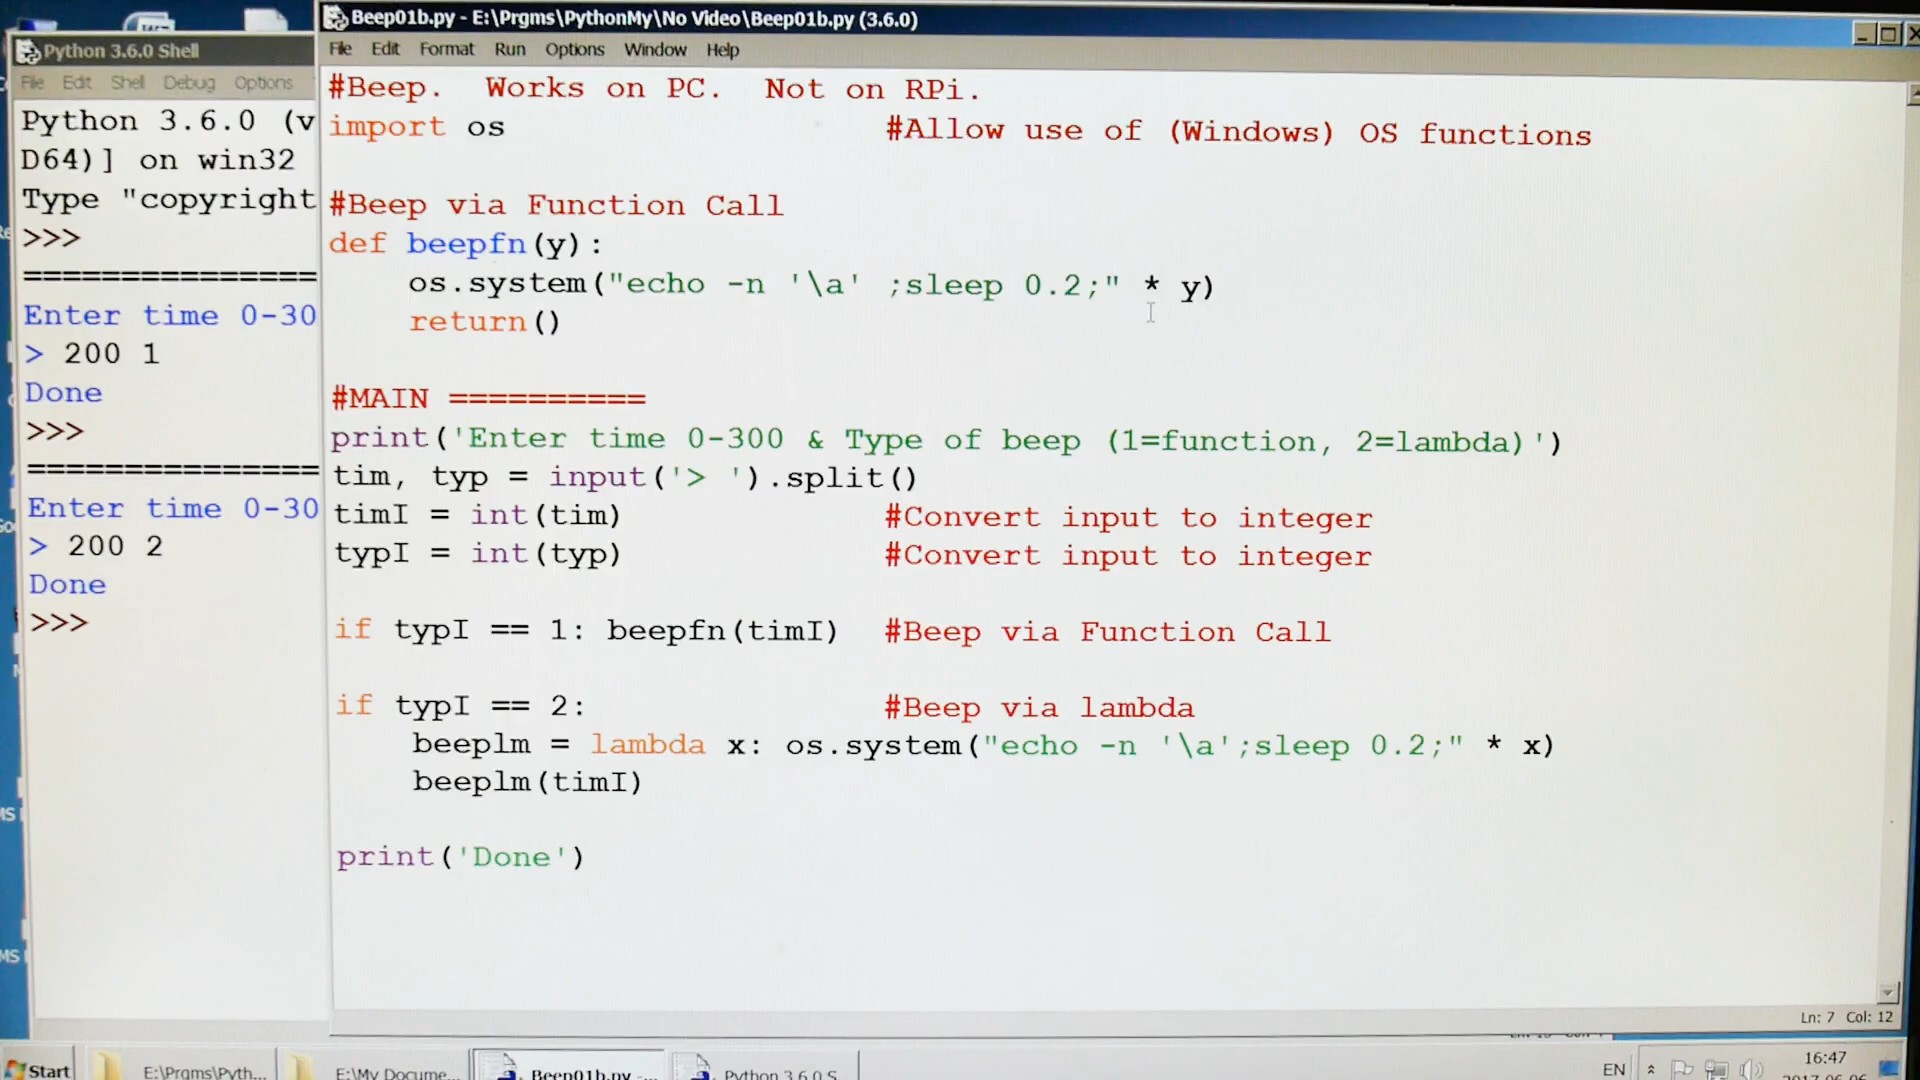 Python 3.6.0 Shell
File Edit Shell Debug Options
Python 3.6.0 (v
D64)] on win32
Type "copyright
>>>
================
Enter time 0-30
> 200 1
Done
>>>
================
Enter time 0-30
> 200 2
Done
>>>
Beep01b.py - E:\Prgms\PythonMy\No Video\Beep01b.py (3.6.0)
File Edit Format Run Options Window Help
#Beep. Works on PC. Not on RPi.
import os #Allow use of (Windows) OS functions
#Beep via Function Call
def beepfn(y):
os.system("echo -n '\a' ;sleep 0.2;" * y)
return()
#MAIN ==========
print('Enter time 0-300 & Type of beep (1=function, 2=lambda)')
tim, typ = input('> ').split()
timI = int(tim) #Convert input to integer
typI = int(typ) #Convert input to integer
if typI == 1: beepfn(timI) #Beep via Function Call
if typI == 2: #Beep via lambda
beeplm = lambda x: os.system("echo -n '\a';sleep 0.2;" * x)
beeplm(timI)
print('Done')
Ln: 7 Col: 12
Start E:\Prgms\Pyth... E:\My Docume... Beep01b.py -... Python 3.6.0 S... EN 16:47
2017-06-06